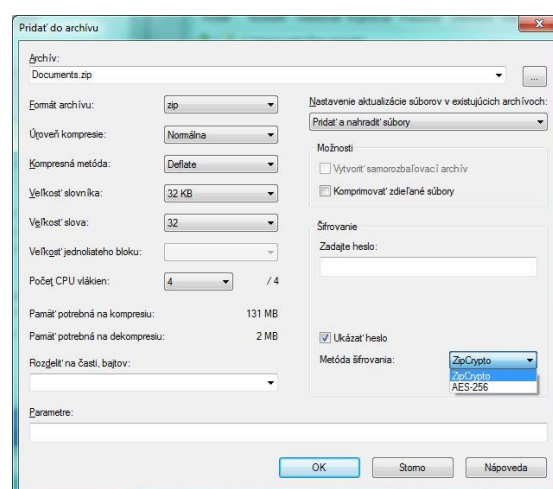 Pridať do archívu
Archív:
Documents.zip
...
Formát archívu:
zip
Úroveň kompresie:
Normálna
Kompresná metóda:
Deflate
Veľkosť slovníka:
32 KB
Veľkosť slova:
32
Veľkosť jednoliateho bloku:
Počet CPU vlákien:
4
/ 4
Pamäť potrebná na kompresiu:
131 MB
Pamäť potrebná na dekompresiu:
2 MB
Rozdeliť na časti, bajtov:
Parametre:
Nastavenie aktualizácie súborov v existujúcich archívoch:
Pridať a nahradiť súbory
Možnosti
Vytvoriť samorozbaľovací archív
Komprimovať zdieľané súbory
Šifrovanie
Zadajte heslo:
Ukázať heslo
Metóda šifrovania:
ZipCrypto
ZipCrypto
AES-256
OK
Storno
Nápoveda